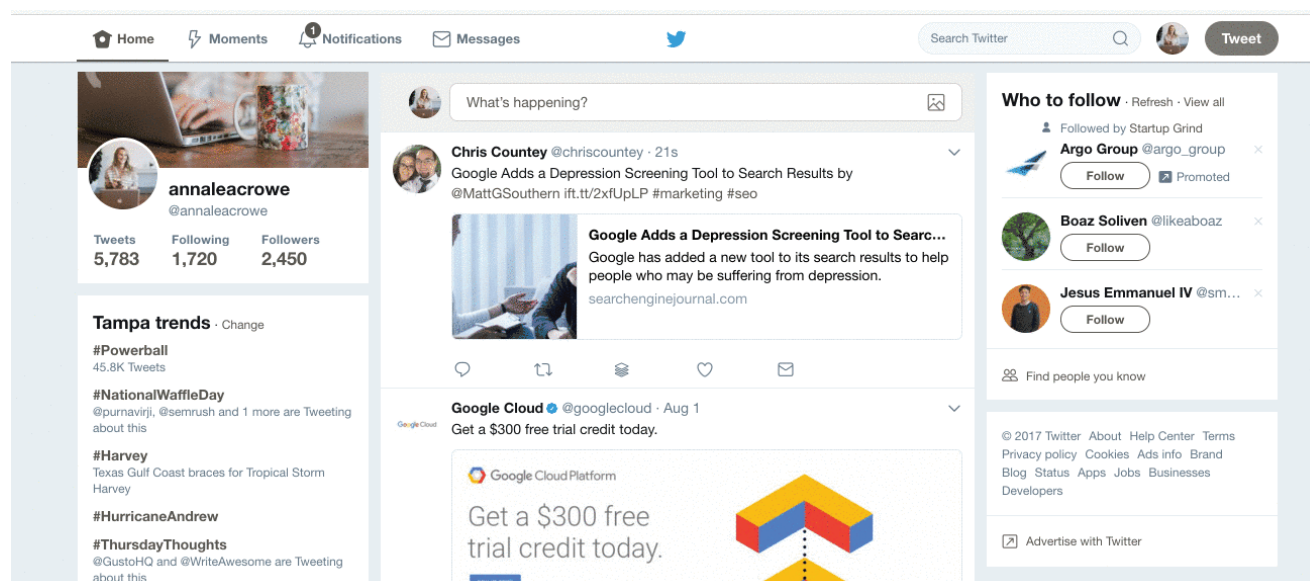 Home
Moments
1
Notifications
Messages
Search Twitter
Tweet
annaleacrowe
@annaleacrowe
Tweets Following Followers
5,783 1,720 2,450
Tampa trends · Change
#Powerball
45.8K Tweets
#NationalWaffleDay
@purnavirji, @semrush and 1 more are Tweeting
about this
#Harvey
Texas Gulf Coast braces for Tropical Storm
Harvey
#HurricaneAndrew
#ThursdayThoughts
@GustoHQ and @WriteAwesome are Tweeting
about this
What's happening?
Chris Countey @chriscountey · 21s
Google Adds a Depression Screening Tool to Search Results by
@MattGSouthern ift.tt/2xfUpLP #marketing #seo
Google Adds a Depression Screening Tool to Searc...
Google has added a new tool to its search results to help
people who may be suffering from depression.
searchenginejournal.com
Google Cloud @googlecloud · Aug 1
Google Cloud
Get a $300 free trial credit today.
Google Cloud Platform
Get a $300 free
trial credit today.
Who to follow · Refresh · View all
Followed by Startup Grind
Argo Group @argo_group
Follow
Promoted
Boaz Soliven @likeaboaz
Follow
Jesus Emmanuel IV @sm...
Follow
Find people you know
© 2017 Twitter About Help Center Terms
Privacy policy Cookies Ads info Brand
Blog Status Apps Jobs Businesses
Developers
Advertise with Twitter